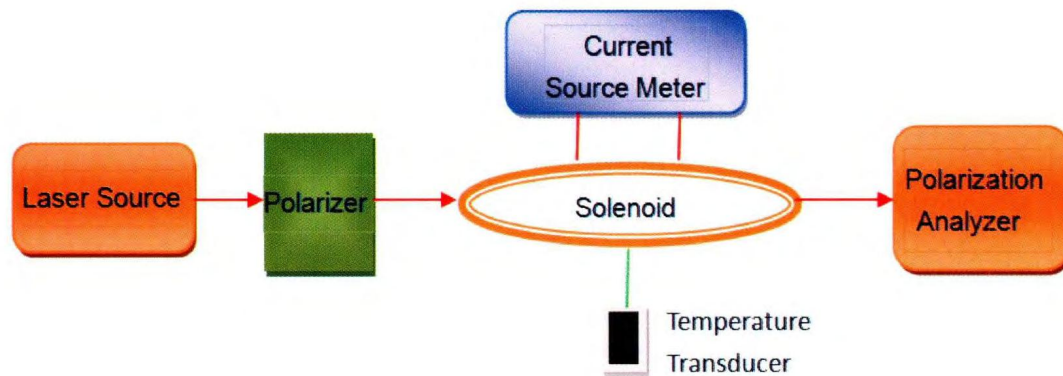 Current
Source Meter
Laser Source
Polarizer
Solenoid
Polarization
Analyzer
Temperature
Transducer